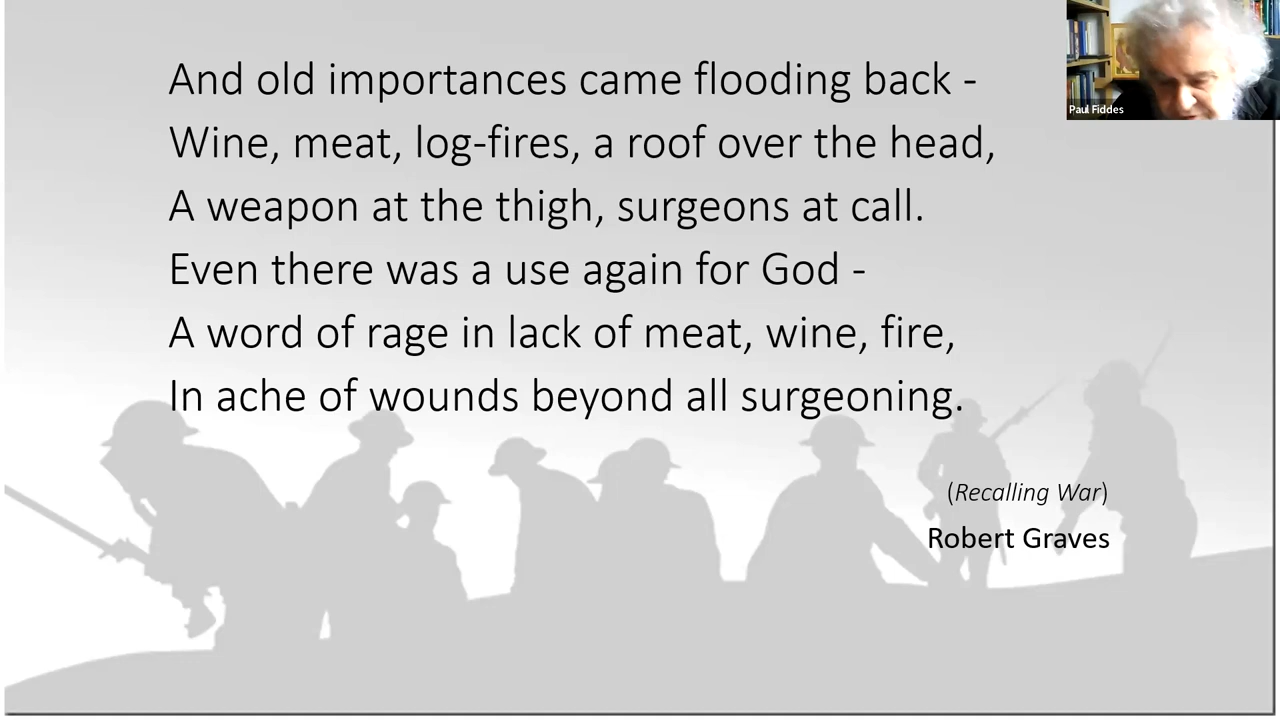 And old importances came flooding back -
Wine, meat, log-fires, a roof over the head,
A weapon at the thigh, surgeons at call.
Even there was a use again for God -
A word of rage in lack of meat, wine, fire,
In ache of wounds beyond all surgeoning.
(Recalling War)
Robert Graves
Paul Fiddes